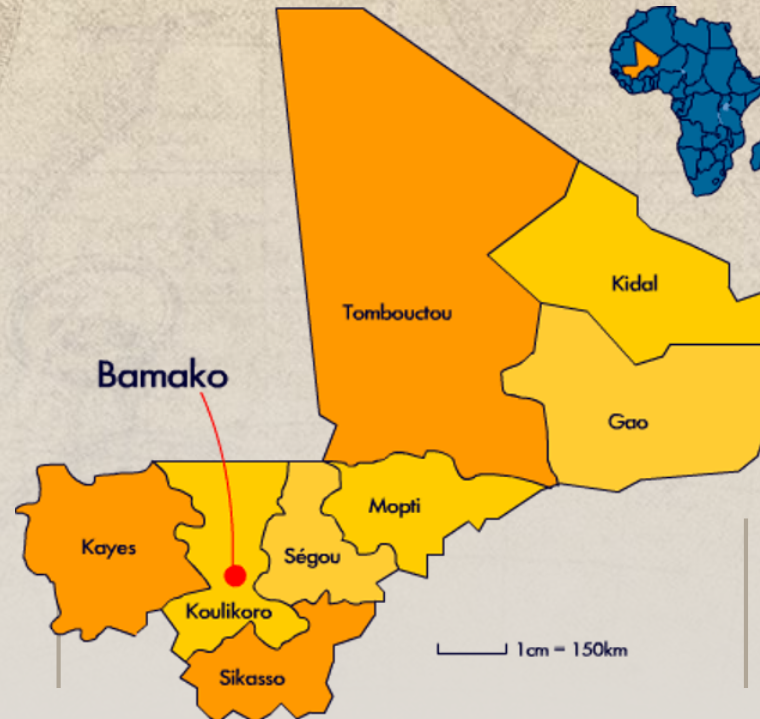 Kidal
Tombouctou
Bamako
Gao
Mopti
Kayes
Ségou
Koulikoro
1cm = 150km
Sikasso